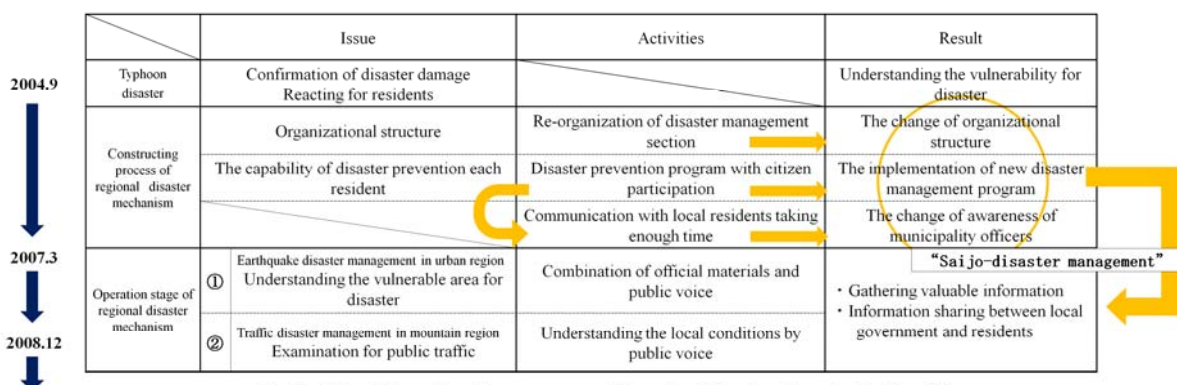 Issue
Activities
Result
2004.9
Typhoon
disaster
Confirmation of disaster damage
Reacting for residents
Understanding the vulnerability for
disaster
Constructing
process of
regional disaster
mechanism
Organizational structure
Re-organization of disaster management
section
The change of organizational
structure
The capability of disaster prevention each
resident
Disaster prevention program with citizen
participation
The implementation of new disaster
management program
Communication with local residents taking
enough time
The change of awareness of
municipality officers
2007.3
"Saijo-disaster management"
Operation stage of
regional disaster
mechanism
①
Earthquake disaster management in urban region
Understanding the vulnerable area for
disaster
Combination of official materials and
public voice
・Gathering valuable information
・Information sharing between local
government and residents
2008.12
②
Traffic disaster management in mountain region
Examination for public traffic
Understanding the local conditions by
public voice